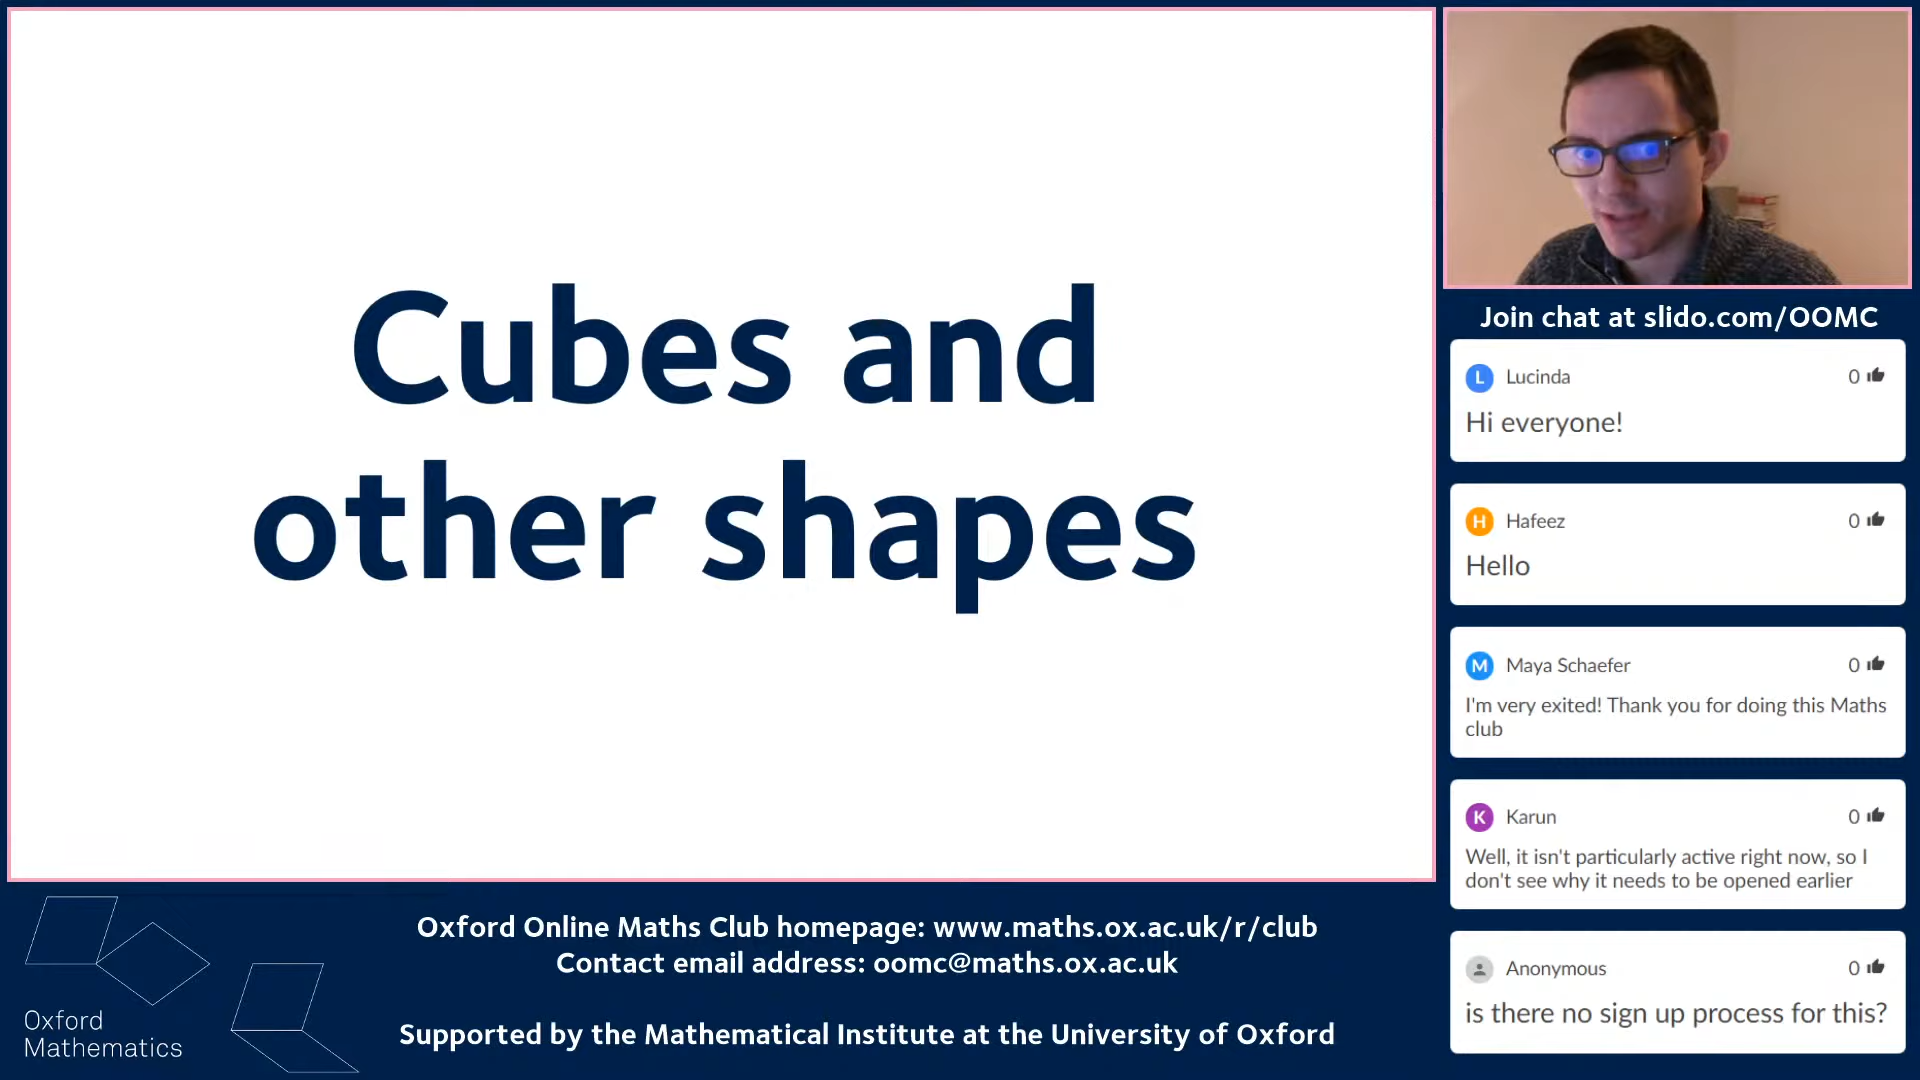 Cubes and
other shapes
Join chat at slido.com/OOMC
L Lucinda 0
Hi everyone!
H Hafeez 0
Hello
M Maya Schaefer 0
I'm very exited! Thank you for doing this Maths
club
K Karun 0
Well, it isn't particularly active right now, so I
don't see why it needs to be opened earlier
Anonymous 0
is there no sign up process for this?
Oxford Online Maths Club homepage: www.maths.ox.ac.uk/r/club
Contact email address: oomc@maths.ox.ac.uk
Supported by the Mathematical Institute at the University of Oxford
Oxford
Mathematics